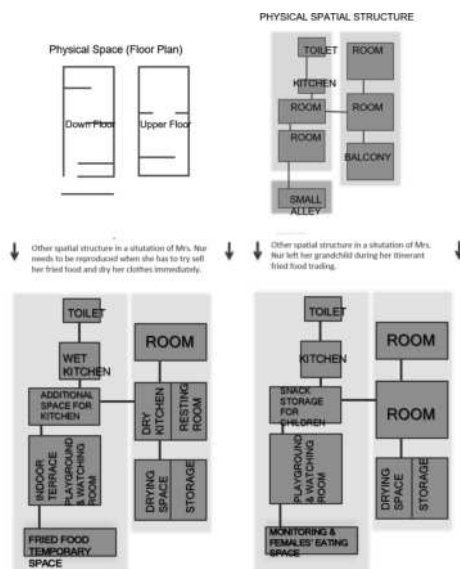 PHYSICAL SPATIAL STRUCTURE
Physical Space (Floor Plan)
Down Floor
Upper Floor
TOILET
KITCHEN
ROOM
ROOM
SMALL
ALLEY
ROOM
ROOM
BALCONY
Other spatial structure in a situtation of Mrs. Nur
needs to be reproduced when she has to try sell
her fried food and dry her clothes immediately.
Other spatial structure in a situtation of Mrs.
Nur left her grandchild during her itinerant
fried food trading.
TOILET
WET
KITCHEN
ADDITIONAL
SPACE FOR
KITCHEN
INDOOR
TERRACE
PLAYGROUND
& WATCHING
ROOM
FRIED FOOD
TEMPORARY
SPACE
ROOM
DRY
KITCHEN
RESTING
ROOM
DRYING
SPACE
STORAGE
TOILET
KITCHEN
SNACK
STORAGE
FOR
CHILDREN
PLAYGROUND
& WATCHING
ROOM
MONITORING &
FEMALES' EATING
SPACE
ROOM
ROOM
DRYING
SPACE
STORAGE